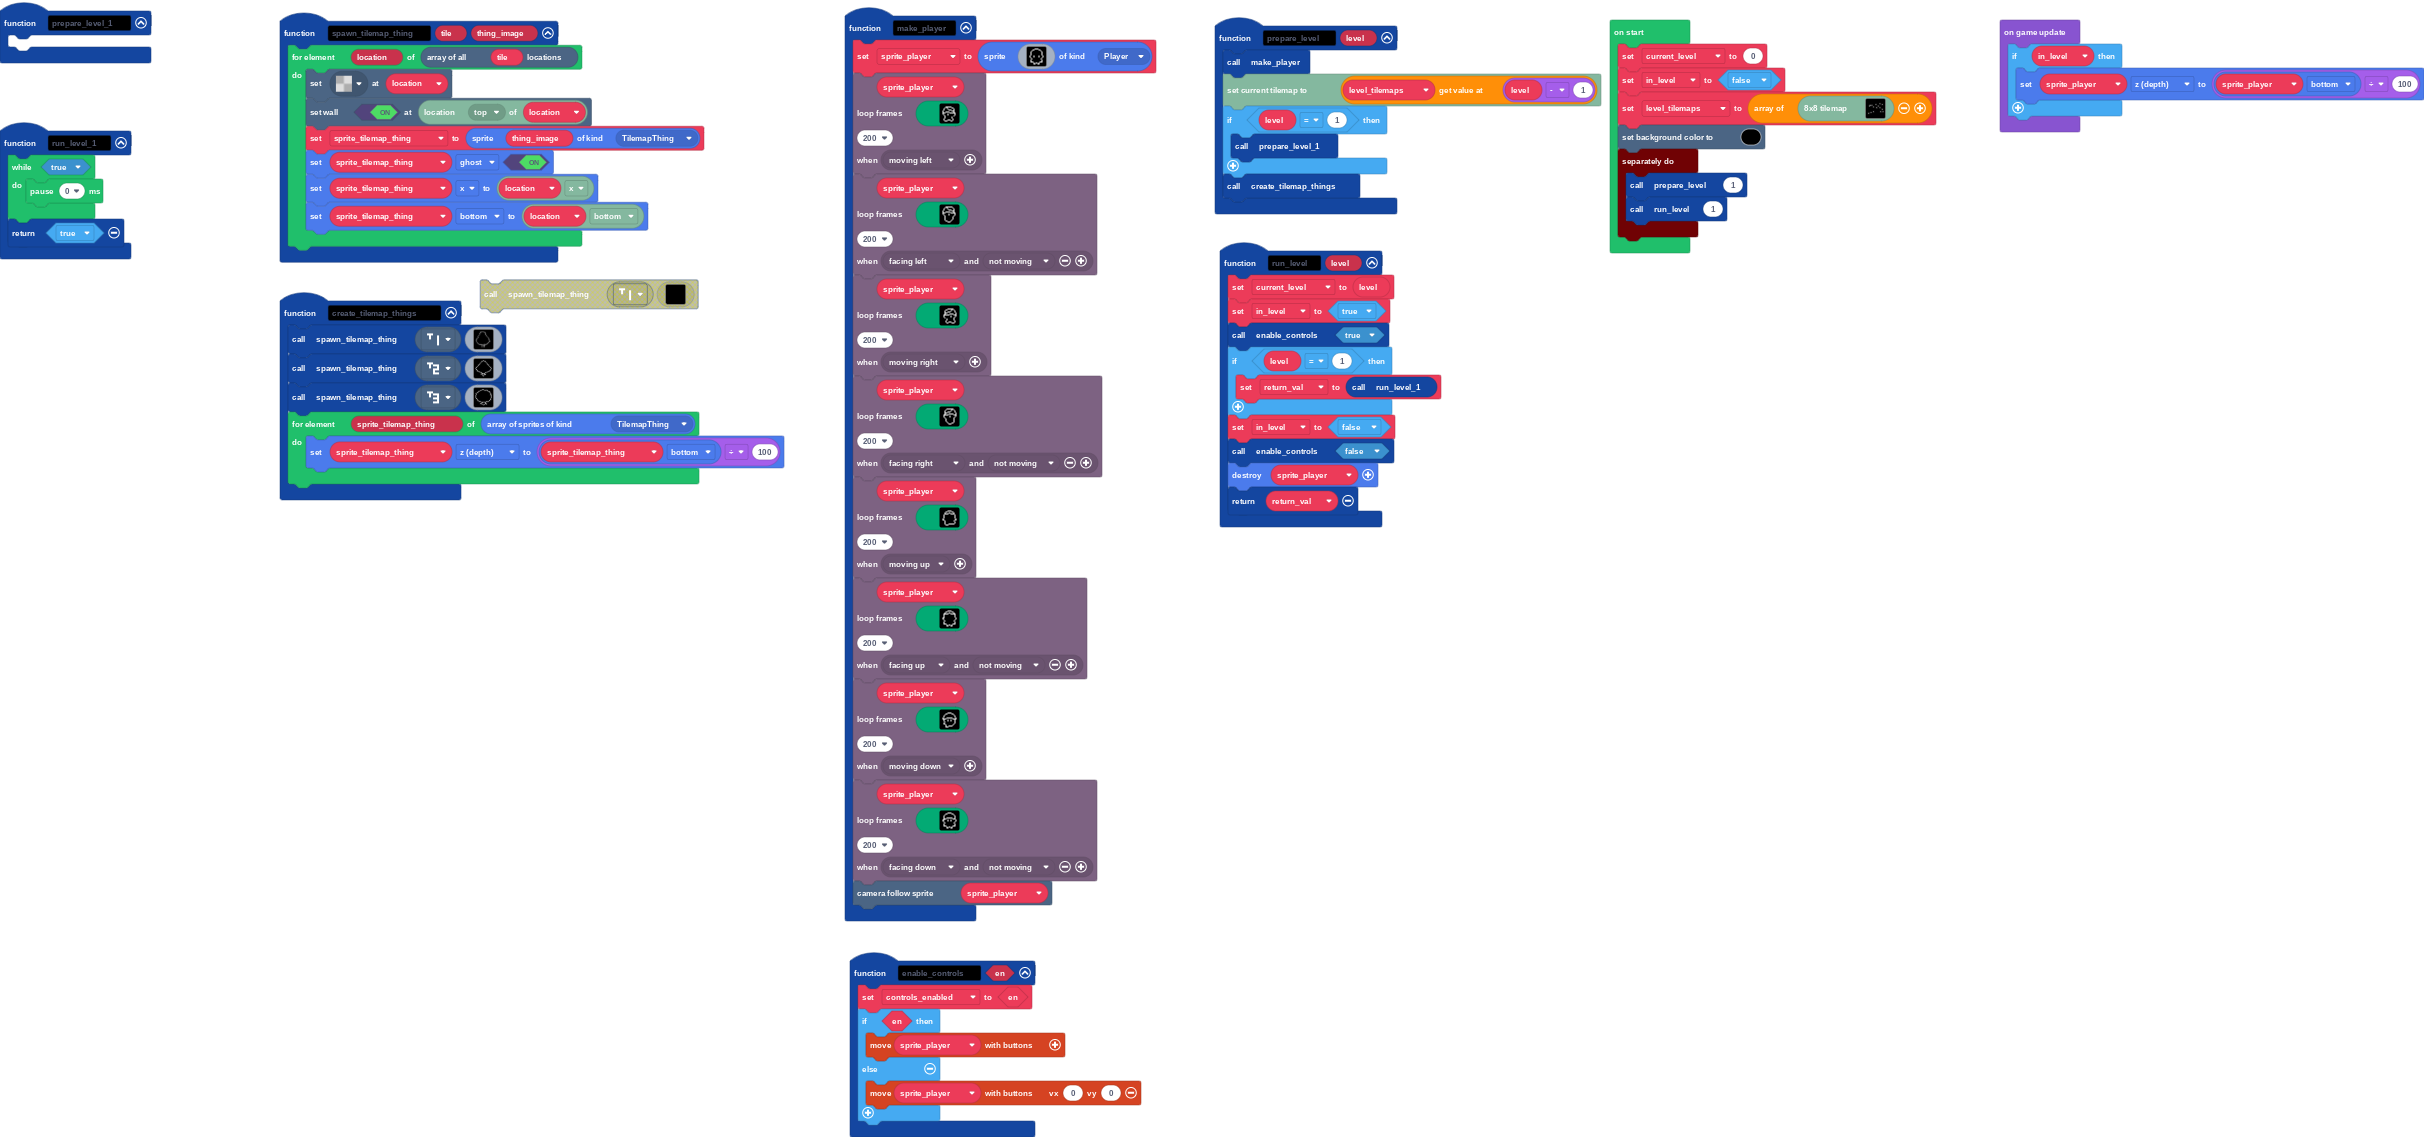 function prepare_level_1
function run_level_1
while true
do
pause 0 ms
return true
function spawn_tilemap_thing tile thing_image
for element location of array of all tile locations
do
set at location
set wall ON at location top of location
set sprite_tilemap_thing to sprite thing_image of kind TilemapThing
set sprite_tilemap_thing ghost ON
set sprite_tilemap_thing x to location x
set sprite_tilemap_thing bottom to location bottom
call spawn_tilemap_thing T1
function create_tilemap_things
call spawn_tilemap_thing T1
call spawn_tilemap_thing T2
call spawn_tilemap_thing T3
for element sprite_tilemap_thing of array of sprites of kind TilemapThing
do
set sprite_tilemap_thing z (depth) to sprite_tilemap_thing bottom ÷ 100
function make_player
set sprite_player to sprite of kind Player
sprite_player
loop frames
200
when moving left
sprite_player
loop frames
200
when facing left and not moving
sprite_player
loop frames
200
when moving right
sprite_player
loop frames
200
when facing right and not moving
sprite_player
loop frames
200
when moving up
sprite_player
loop frames
200
when facing up and not moving
sprite_player
loop frames
200
when moving down
sprite_player
loop frames
200
when facing down and not moving
camera follow sprite sprite_player
function enable_controls en
set controls_enabled to en
if en then
move sprite_player with buttons
else
move sprite_player with buttons vx 0 vy 0
function prepare_level level
call make_player
set current tilemap to level_tilemaps get value at level - 1
if level = 1 then
call prepare_level_1
call create_tilemap_things
function run_level level
set current_level to level
set in_level to true
call enable_controls true
if level = 1 then
set return_val to call run_level_1
set in_level to false
call enable_controls false
destroy sprite_player
return return_val
on start
set current_level to 0
set in_level to false
set level_tilemaps to array of 8x8 tilemap
set background color to
separately do
call prepare_level 1
call run_level 1
on game update
if in_level then
set sprite_player z (depth) to sprite_player bottom ÷ 100